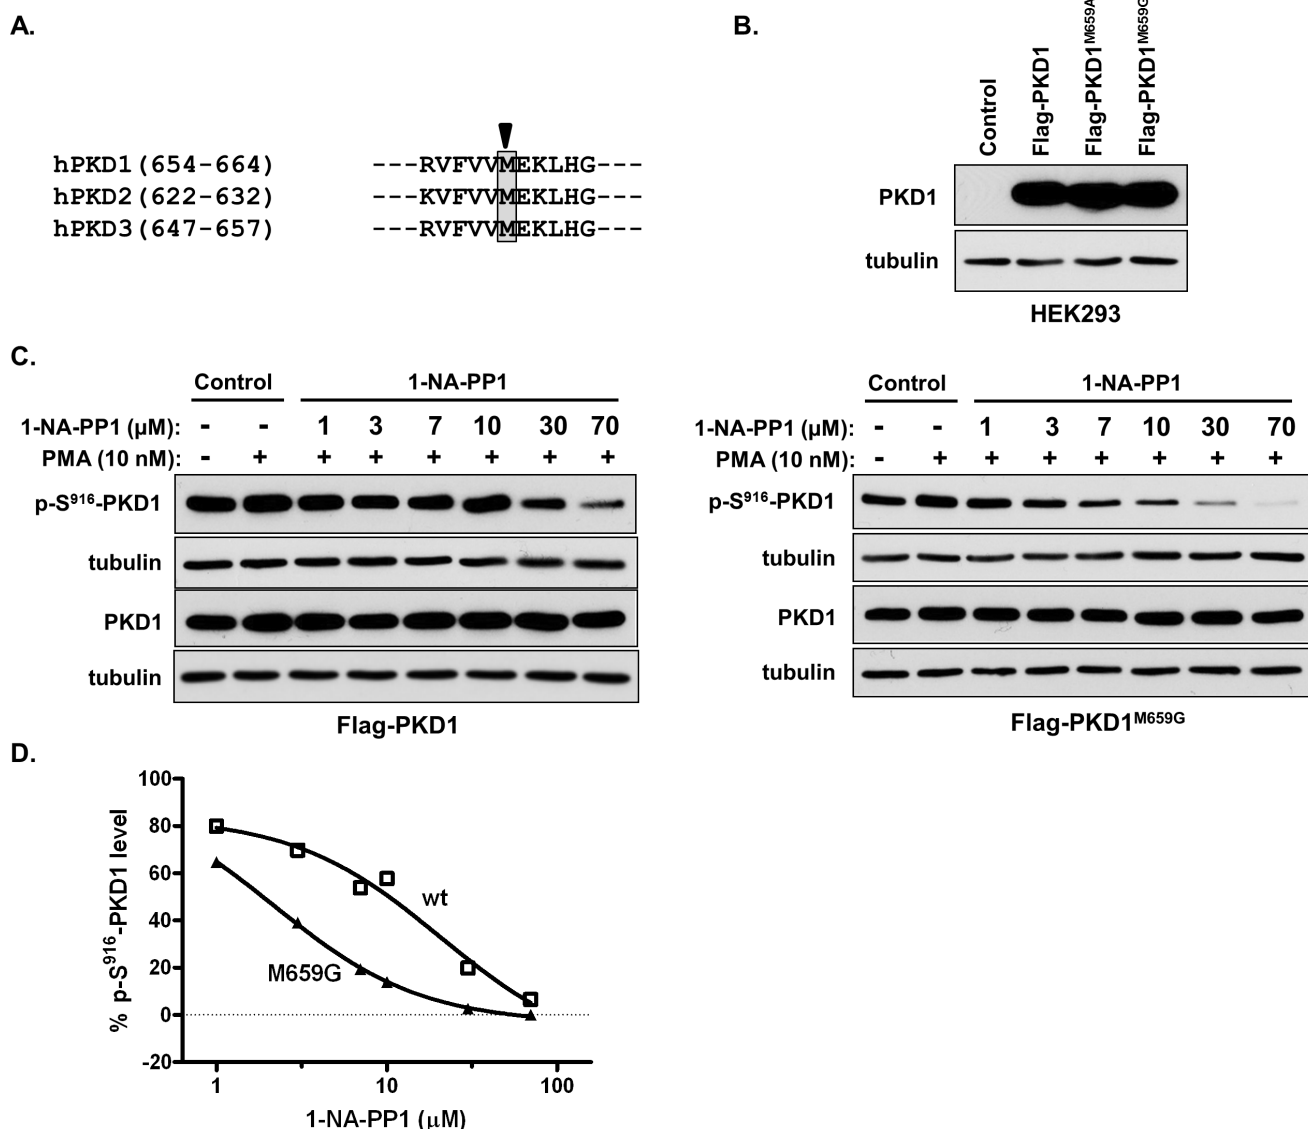 A.
hPKD1(654-664) ---RVFVVMEKLHG---
hPKD2(622-632) ---KVFVVMEKLHG---
hPKD3(647-657) ---RVFVVMEKLHG---
B.
Control
Flag-PKD1
Flag-PKD1M659A
Flag-PKD1M659G
PKD1
tubulin
HEK293
C.
Control 1-NA-PP1
1-NA-PP1 (µM): - - 1 3 7 10 30 70
PMA (10 nM): - + + + + + + +
p-S916-PKD1
tubulin
PKD1
tubulin
Flag-PKD1
Control 1-NA-PP1
1-NA-PP1 (µM): - - 1 3 7 10 30 70
PMA (10 nM): - + + + + + + +
p-S916-PKD1
tubulin
PKD1
tubulin
Flag-PKD1M659G
D.
% p-S916-PKD1 level
100
80
60
40
20
0
-20
wt
M659G
1 10 100
1-NA-PP1 (µM)